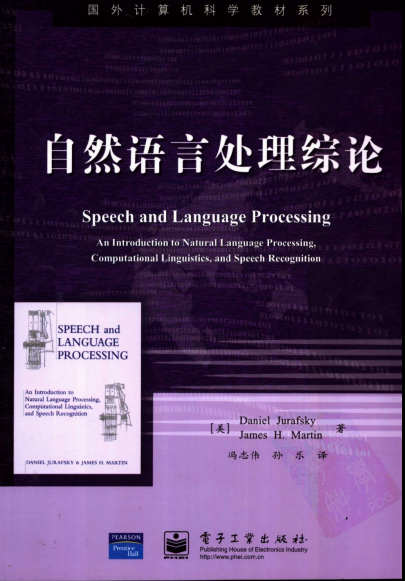 国外计算机科学教材系列
自然语言处理综论
Speech and Language Processing
An Introduction to Natural Language Processing,
Computational Linguistics, and Speech Recognition
SPEECH and
LANGUAGE
PROCESSING
An Introduction to
Natural Language Processing,
Computational Linguistics,
and Speech Recognition
DANIEL JURAFSKY & JAMES H. MARTIN
[美] Daniel Jurafsky 著
James H. Martin
冯志伟 孙乐 译
PEARSON
Prentice
Hall
电子工业出版社
Publishing House of Electronics Industry
http://www.phei.com.cn
PDG